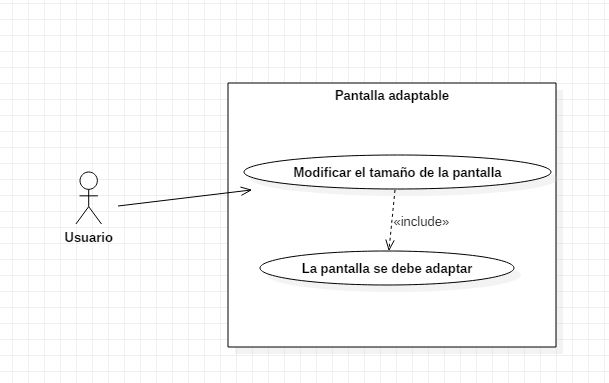 Pantalla adaptable
Modificar el tamaño de la pantalla
«include»
Usuario
La pantalla se debe adaptar